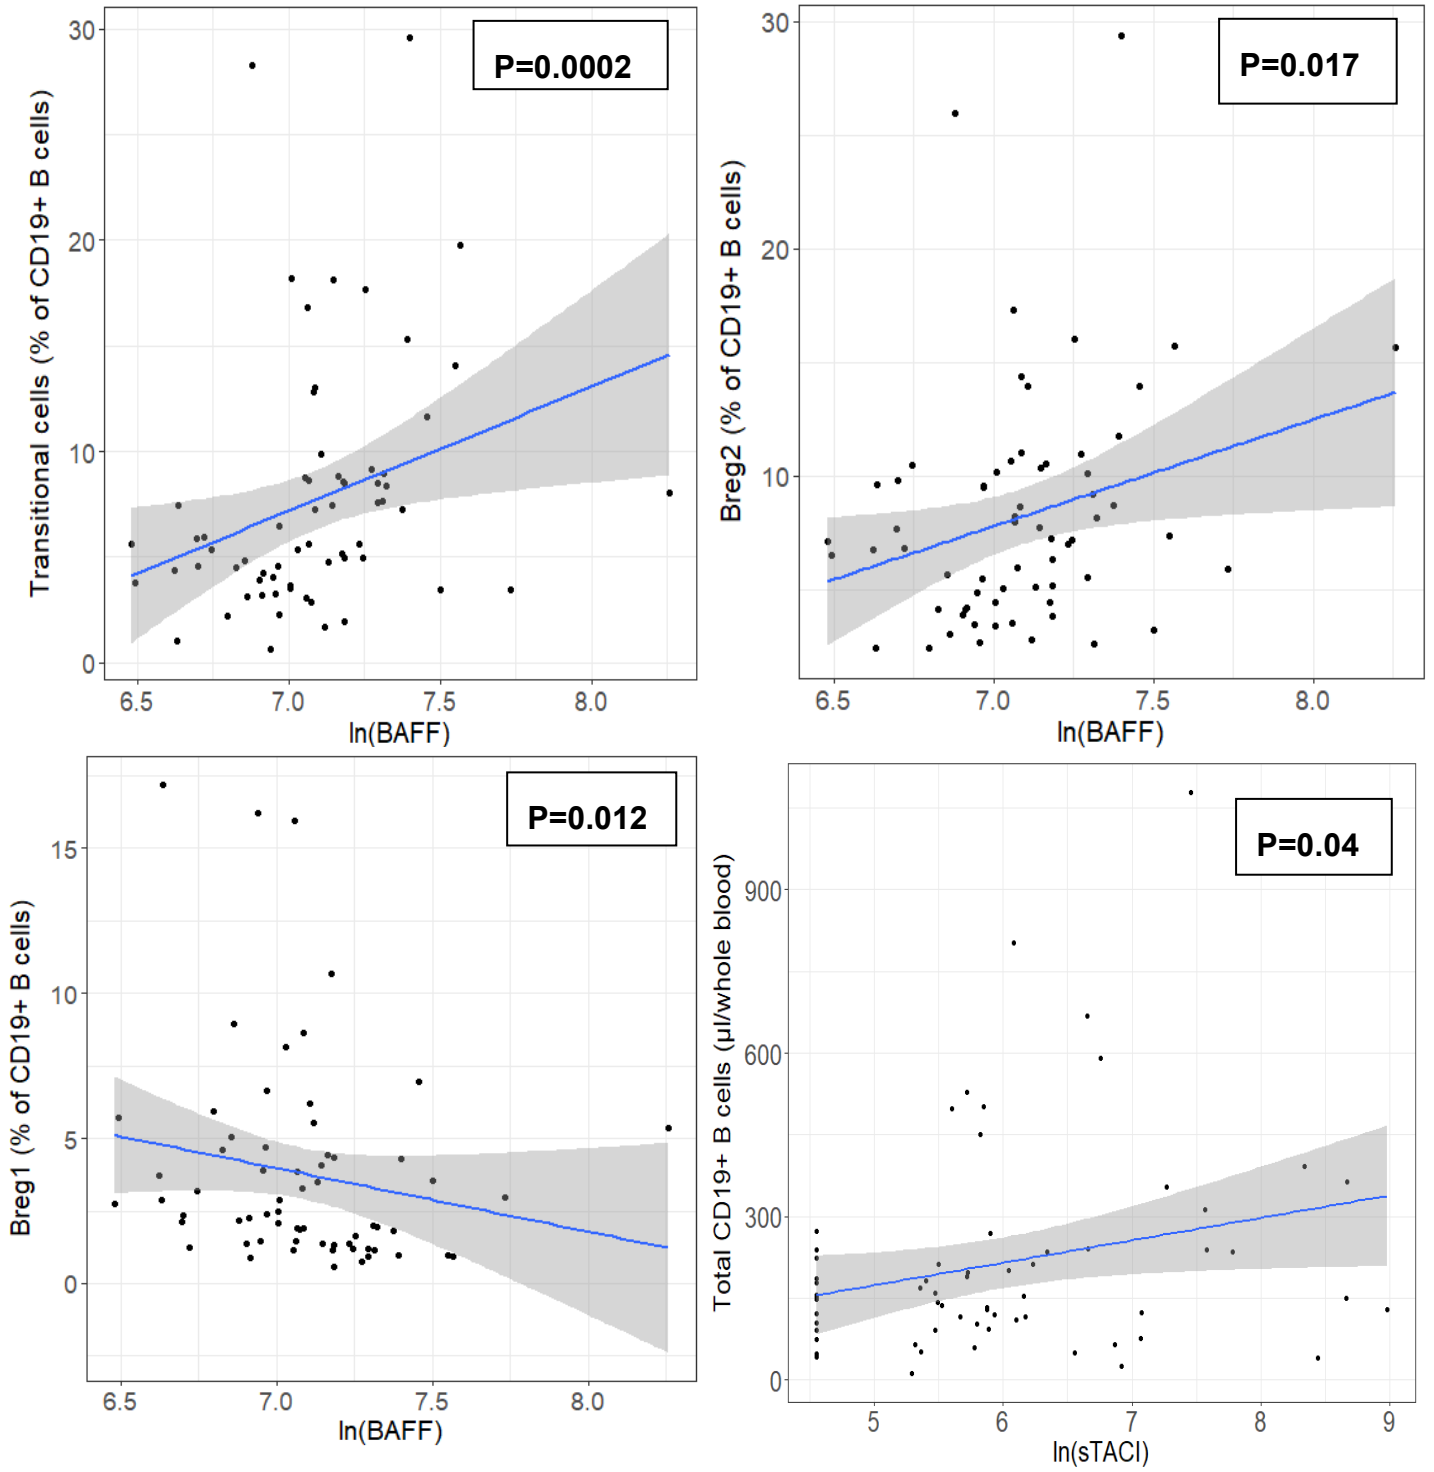 P=0.0002
Transitional cells (% of CD19+ B cells)
30
20
10
0
6.5 7.0 7.5 8.0
ln(BAFF)
P=0.017
Breg2 (% of CD19+ B cells)
30
20
10
6.5 7.0 7.5 8.0
ln(BAFF)
P=0.012
Breg1 (% of CD19+ B cells)
15
10
5
0
6.5 7.0 7.5 8.0
ln(BAFF)
P=0.04
Total CD19+ B cells (µl/whole blood)
900
600
300
0
5 6 7 8 9
ln(sTACI)